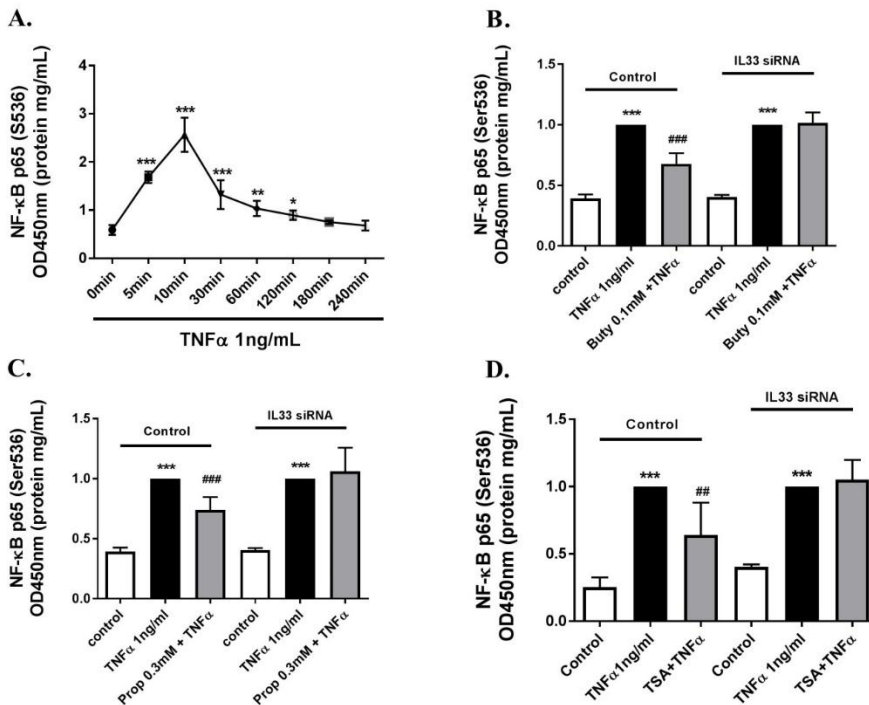 A.
NF-κB p65 (S536)
OD450nm (protein mg/mL)
4
3
2
1
0
***
***
***
**
*
0min
5min
10min
30min
60min
120min
180min
240min
TNFα 1ng/mL
B.
NF-κB p65 (Ser536)
OD450nm (protein mg/mL)
1.5
1.0
0.5
0.0
IL33 siRNA
Control
***
***
###
control
TNFα 1ng/ml
Buty 0.1mM +TNFα
control
TNFα 1ng/ml
Buty 0.1mM +TNFα
C.
NF-κB p65 (Ser536)
OD450nm (protein mg/mL)
1.5
1.0
0.5
0.0
IL33 siRNA
Control
***
***
###
control
TNFα 1ng/ml
Prop 0.3mM + TNFα
control
TNFα 1ng/ml
Prop 0.3mM + TNFα
D.
NF-κB p65 (Ser536)
OD450nm (protein mg/mL)
1.5
1.0
0.5
0.0
IL33 siRNA
Control
***
***
##
Control
TNFα 1ng/ml
TSA+TNFα
Control
TNFα 1ng/ml
TSA+TNFα